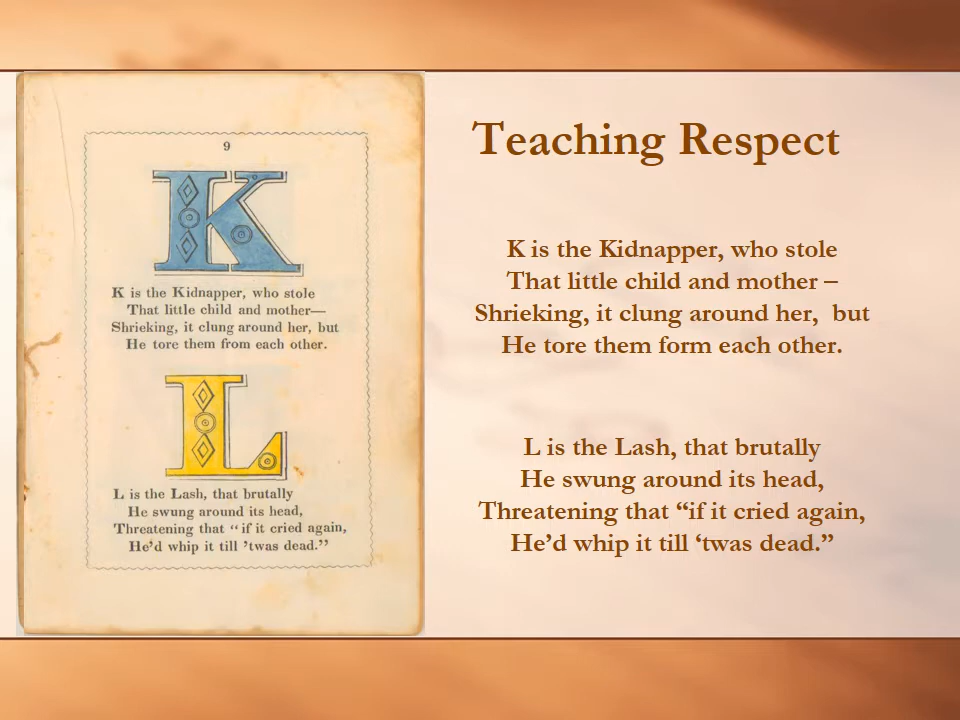 9
K
K is the Kidnapper, who stole
That little child and mother—
Shrieking, it clung around her, but
He tore them from each other.
L
L is the Lash, that brutally
He swung around its head,
Threatening that “if it cried again,
He’d whip it till ’twas dead.”
Teaching Respect
K is the Kidnapper, who stole
That little child and mother –
Shrieking, it clung around her, but
He tore them form each other.
L is the Lash, that brutally
He swung around its head,
Threatening that “if it cried again,
He’d whip it till ‘twas dead.”